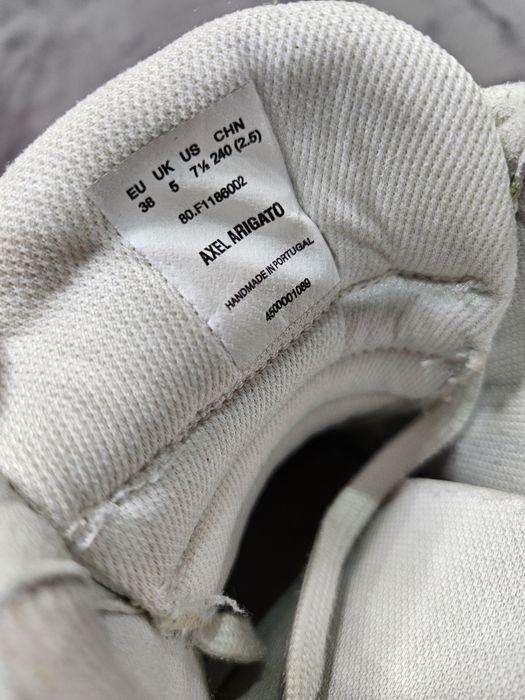 EU UK US CHN
38 5 7½ 240 (2.5)
80.F1186002
AXEL ARIGATO
HANDMADE IN PORTUGAL
4500001089